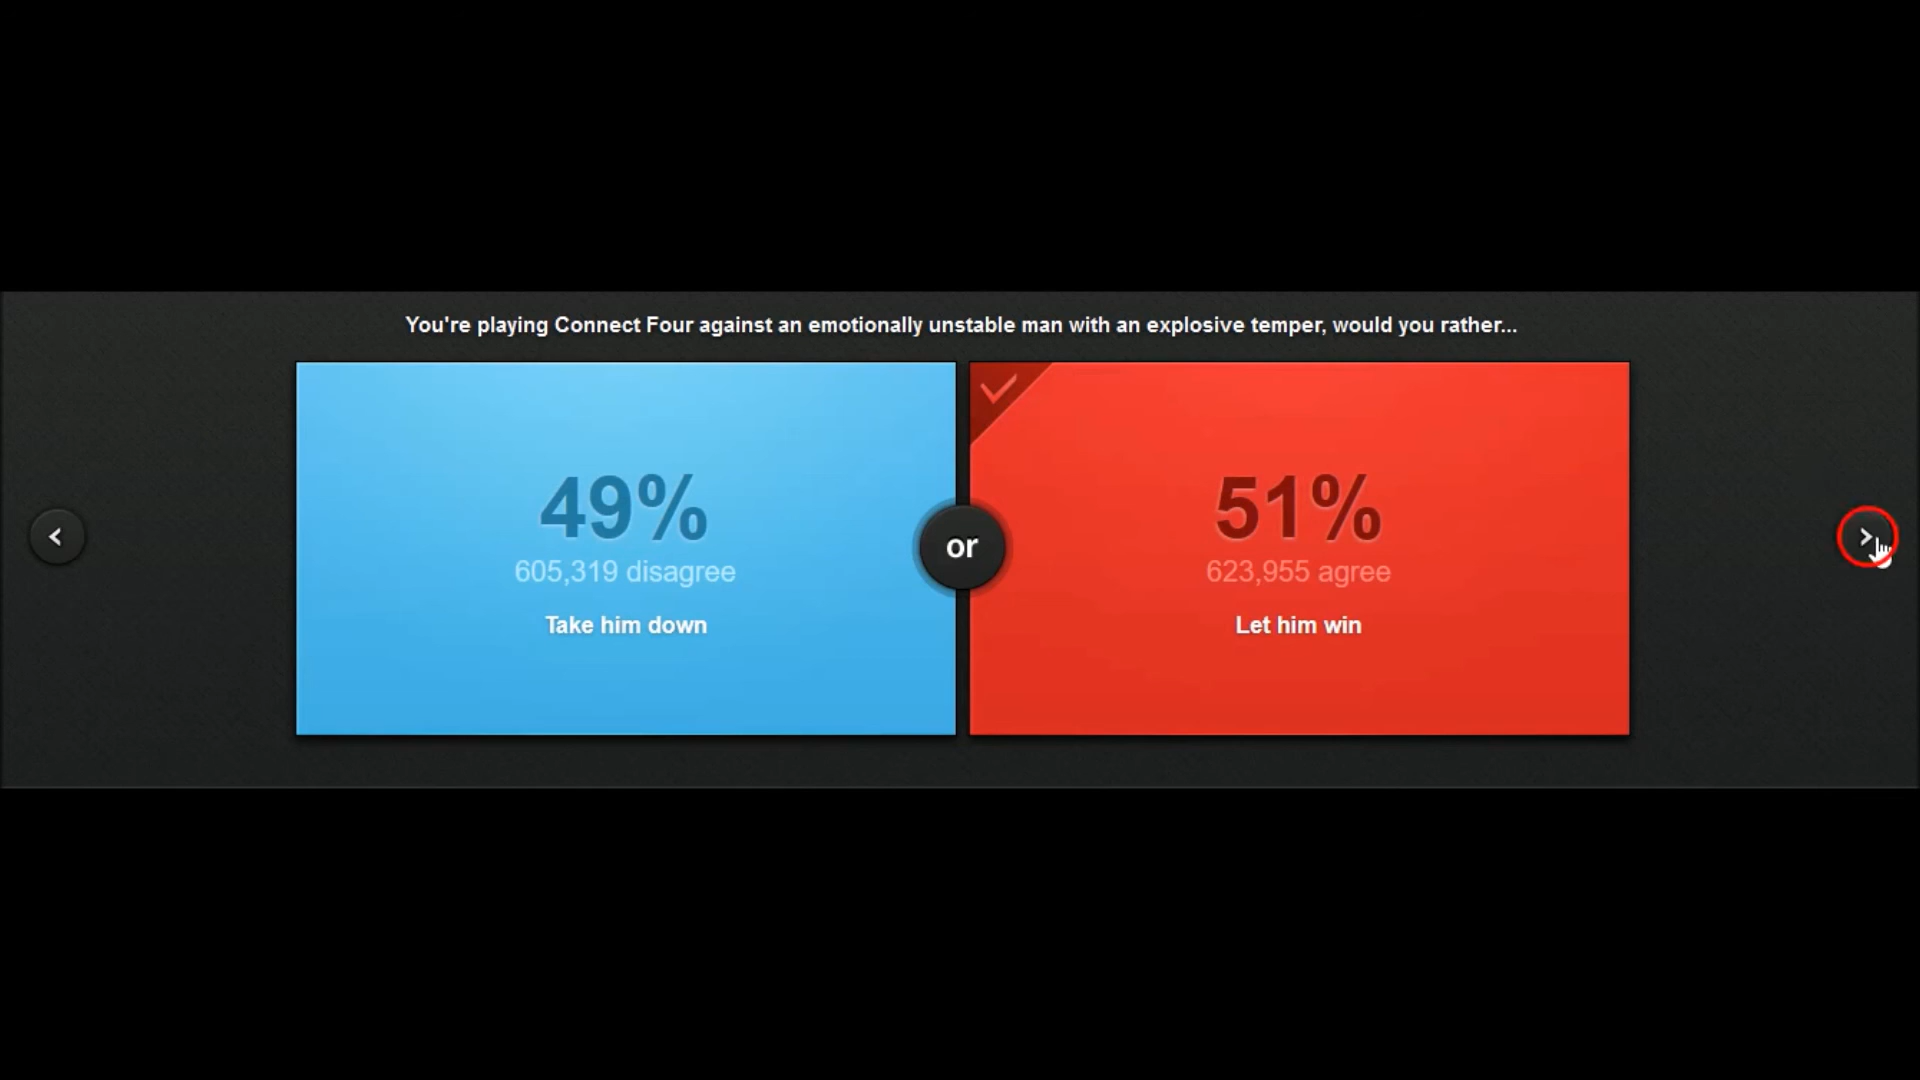 You're playing Connect Four against an emotionally unstable man with an explosive temper, would you rather...
49%
605,319 disagree
Take him down
or
51%
623,955 agree
Let him win